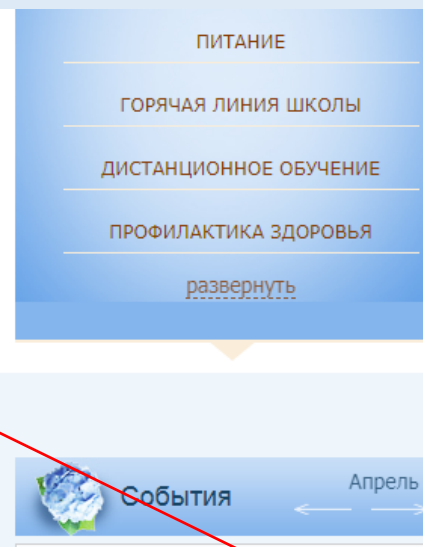 ПИТАНИЕ
ГОРЯЧАЯ ЛИНИЯ ШКОЛЫ
ДИСТАНЦИОННОЕ ОБУЧЕНИЕ
ПРОФИЛАКТИКА ЗДОРОВЬЯ
развернуть
События
Апрель